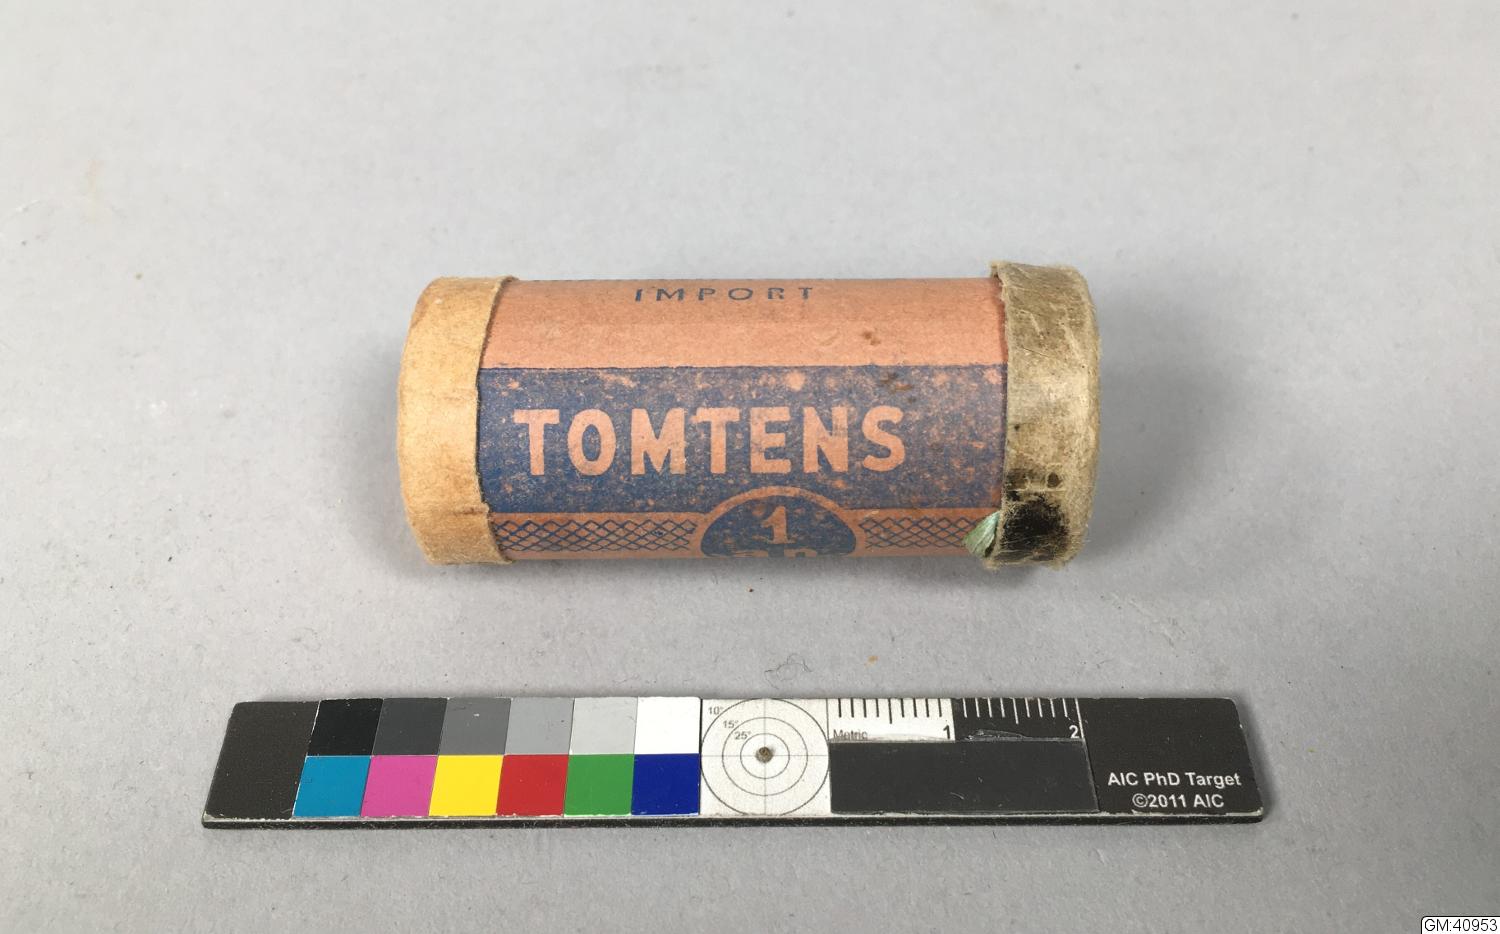 IMPORT
TOMTENS
1
10°
15°
25°
Metric
1
2
AIC PhD Target
©2011 AIC
GM:40953